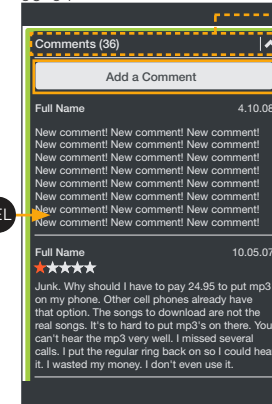 Comments (36)
Add a Comment
Full Name 4.10.08
New comment! New comment! New comment!
New comment! New comment! New comment!
New comment! New comment! New comment!
New comment! New comment! New comment!
New comment! New comment! New comment!
New comment! New comment! New comment!
New comment! New comment! New comment!
New comment! New comment! New comment!
EL
Full Name 10.05.07
Junk. Why should I have to pay 24.95 to put mp3
on my phone. Other cell phones already have
that option. The songs to download are not the
real songs. It's to hard to put mp3's on there. You
can't hear the mp3 very well. I missed several
calls. I put the regular ring back on so I could hear
it. I wasted my money. I don't even use it.